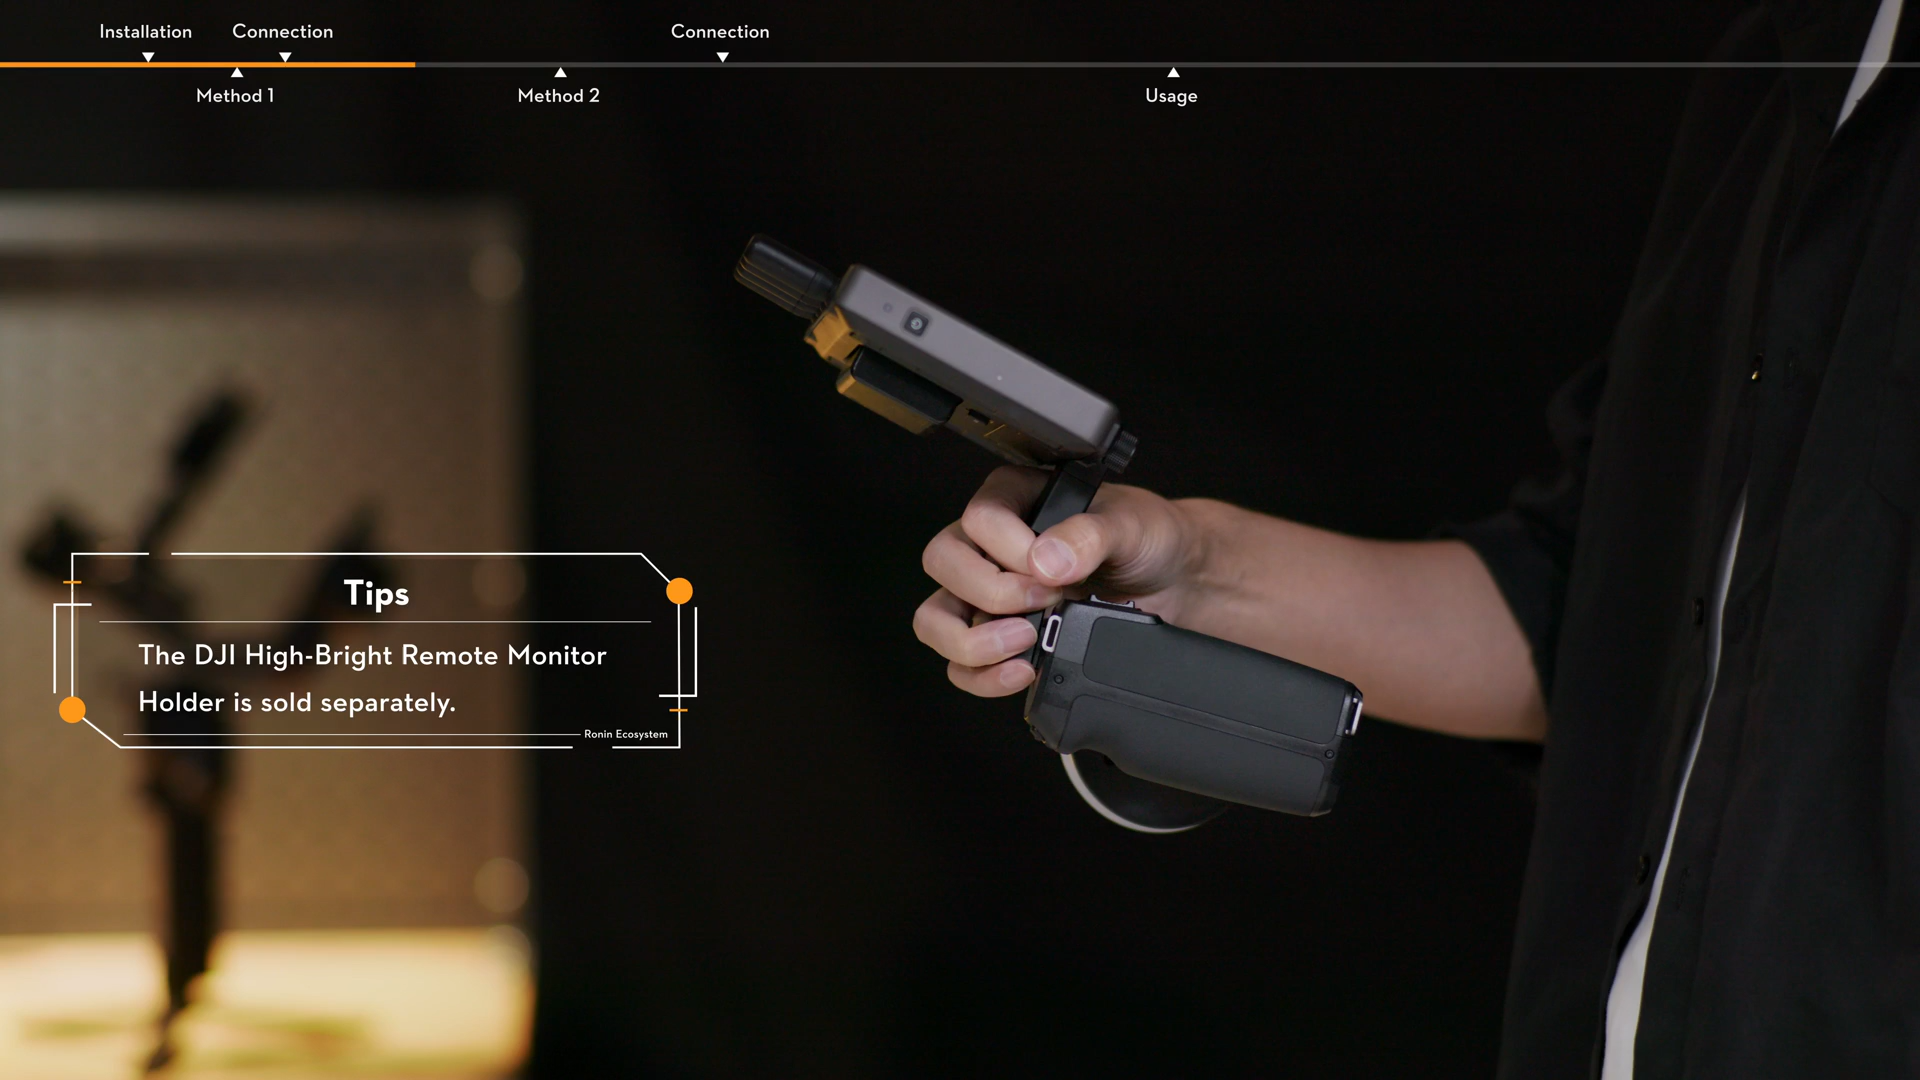 Installation
Connection
Connection
Method 1
Method 2
Usage
Tips
The DJI High-Bright Remote Monitor
Holder is sold separately.
Ronin Ecosystem